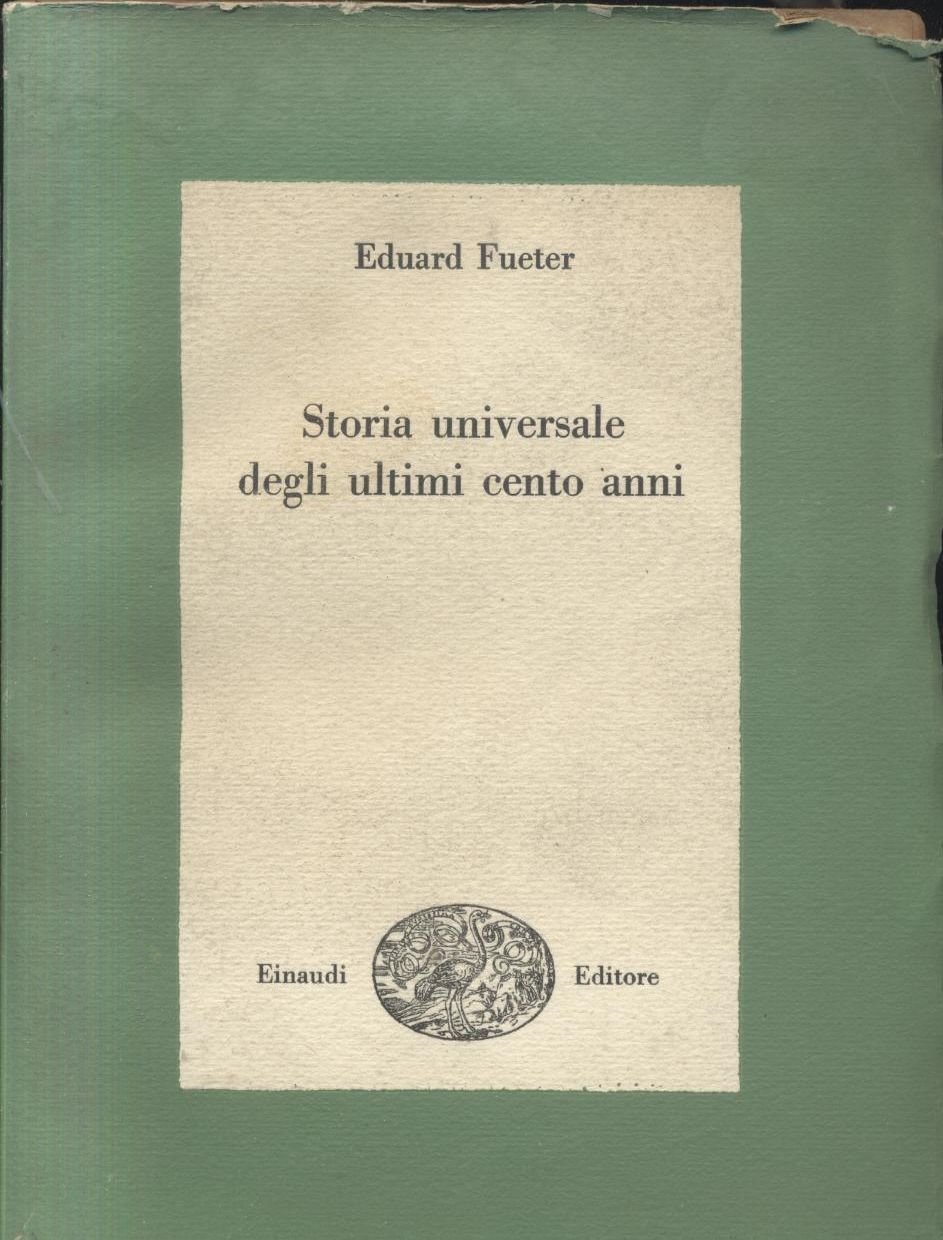 Eduard Fueter
Storia universale
degli ultimi cento anni
Einaudi Editore